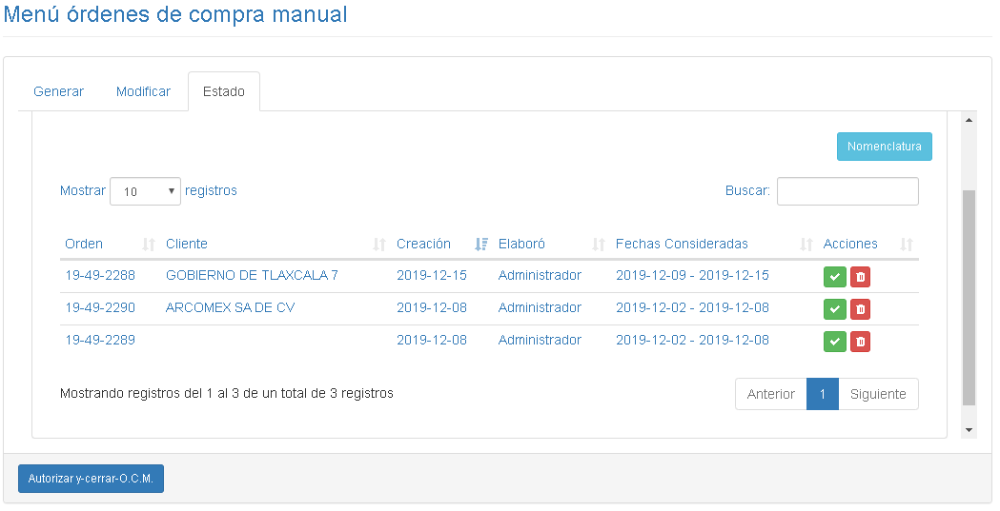 Menú órdenes de compra manual
Generar Modificar Estado
Nomenclatura
Mostrar 10 registros Buscar:
Orden Cliente Creación Elaboró Fechas Consideradas Acciones
19-49-2288 GOBIERNO DE TLAXCALA 7 2019-12-15 Administrador 2019-12-09 - 2019-12-15
19-49-2290 ARCOMEX SA DE CV 2019-12-08 Administrador 2019-12-02 - 2019-12-08
19-49-2289 2019-12-08 Administrador 2019-12-02 - 2019-12-08
Mostrando registros del 1 al 3 de un total de 3 registros Anterior 1 Siguiente
Autorizar y-cerrar-O.C.M.